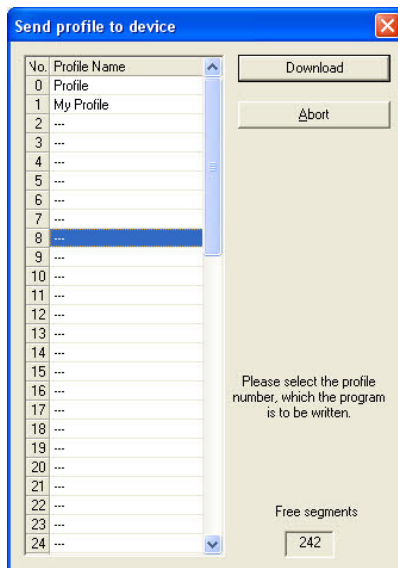 Send profile to device
No. Profile Name
0 Profile
1 My Profile
2 ---
3 ---
4 ---
5 ---
6 ---
7 ---
8 ---
9 ---
10 ---
11 ---
12 ---
13 ---
14 ---
15 ---
16 ---
17 ---
18 ---
19 ---
20 ---
21 ---
22 ---
23 ---
24 ---
Download
Abort
Please select the profile
number, which the program
is to be written.
Free segments
242